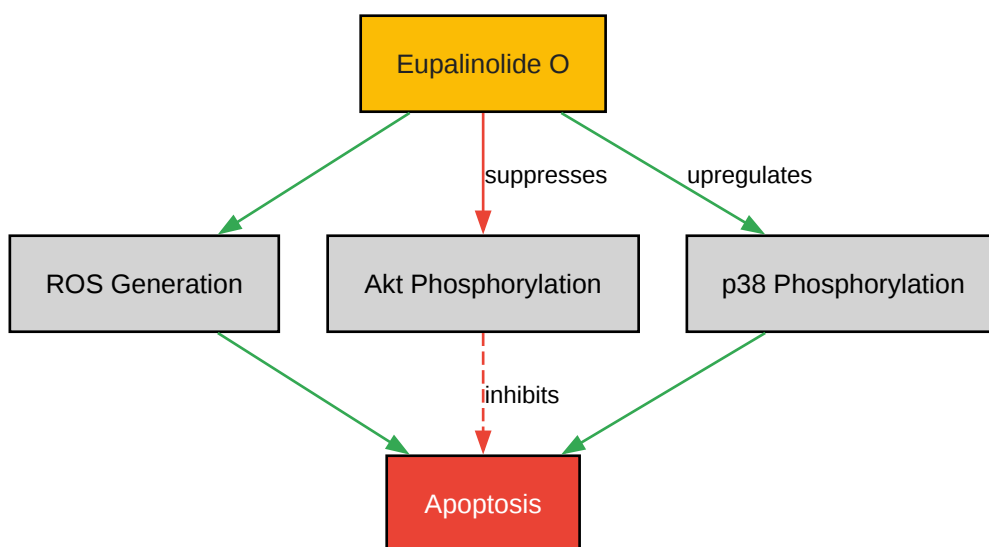 Eupalinolide O
suppresses
upregulates
ROS Generation
Akt Phosphorylation
p38 Phosphorylation
inhibits
Apoptosis